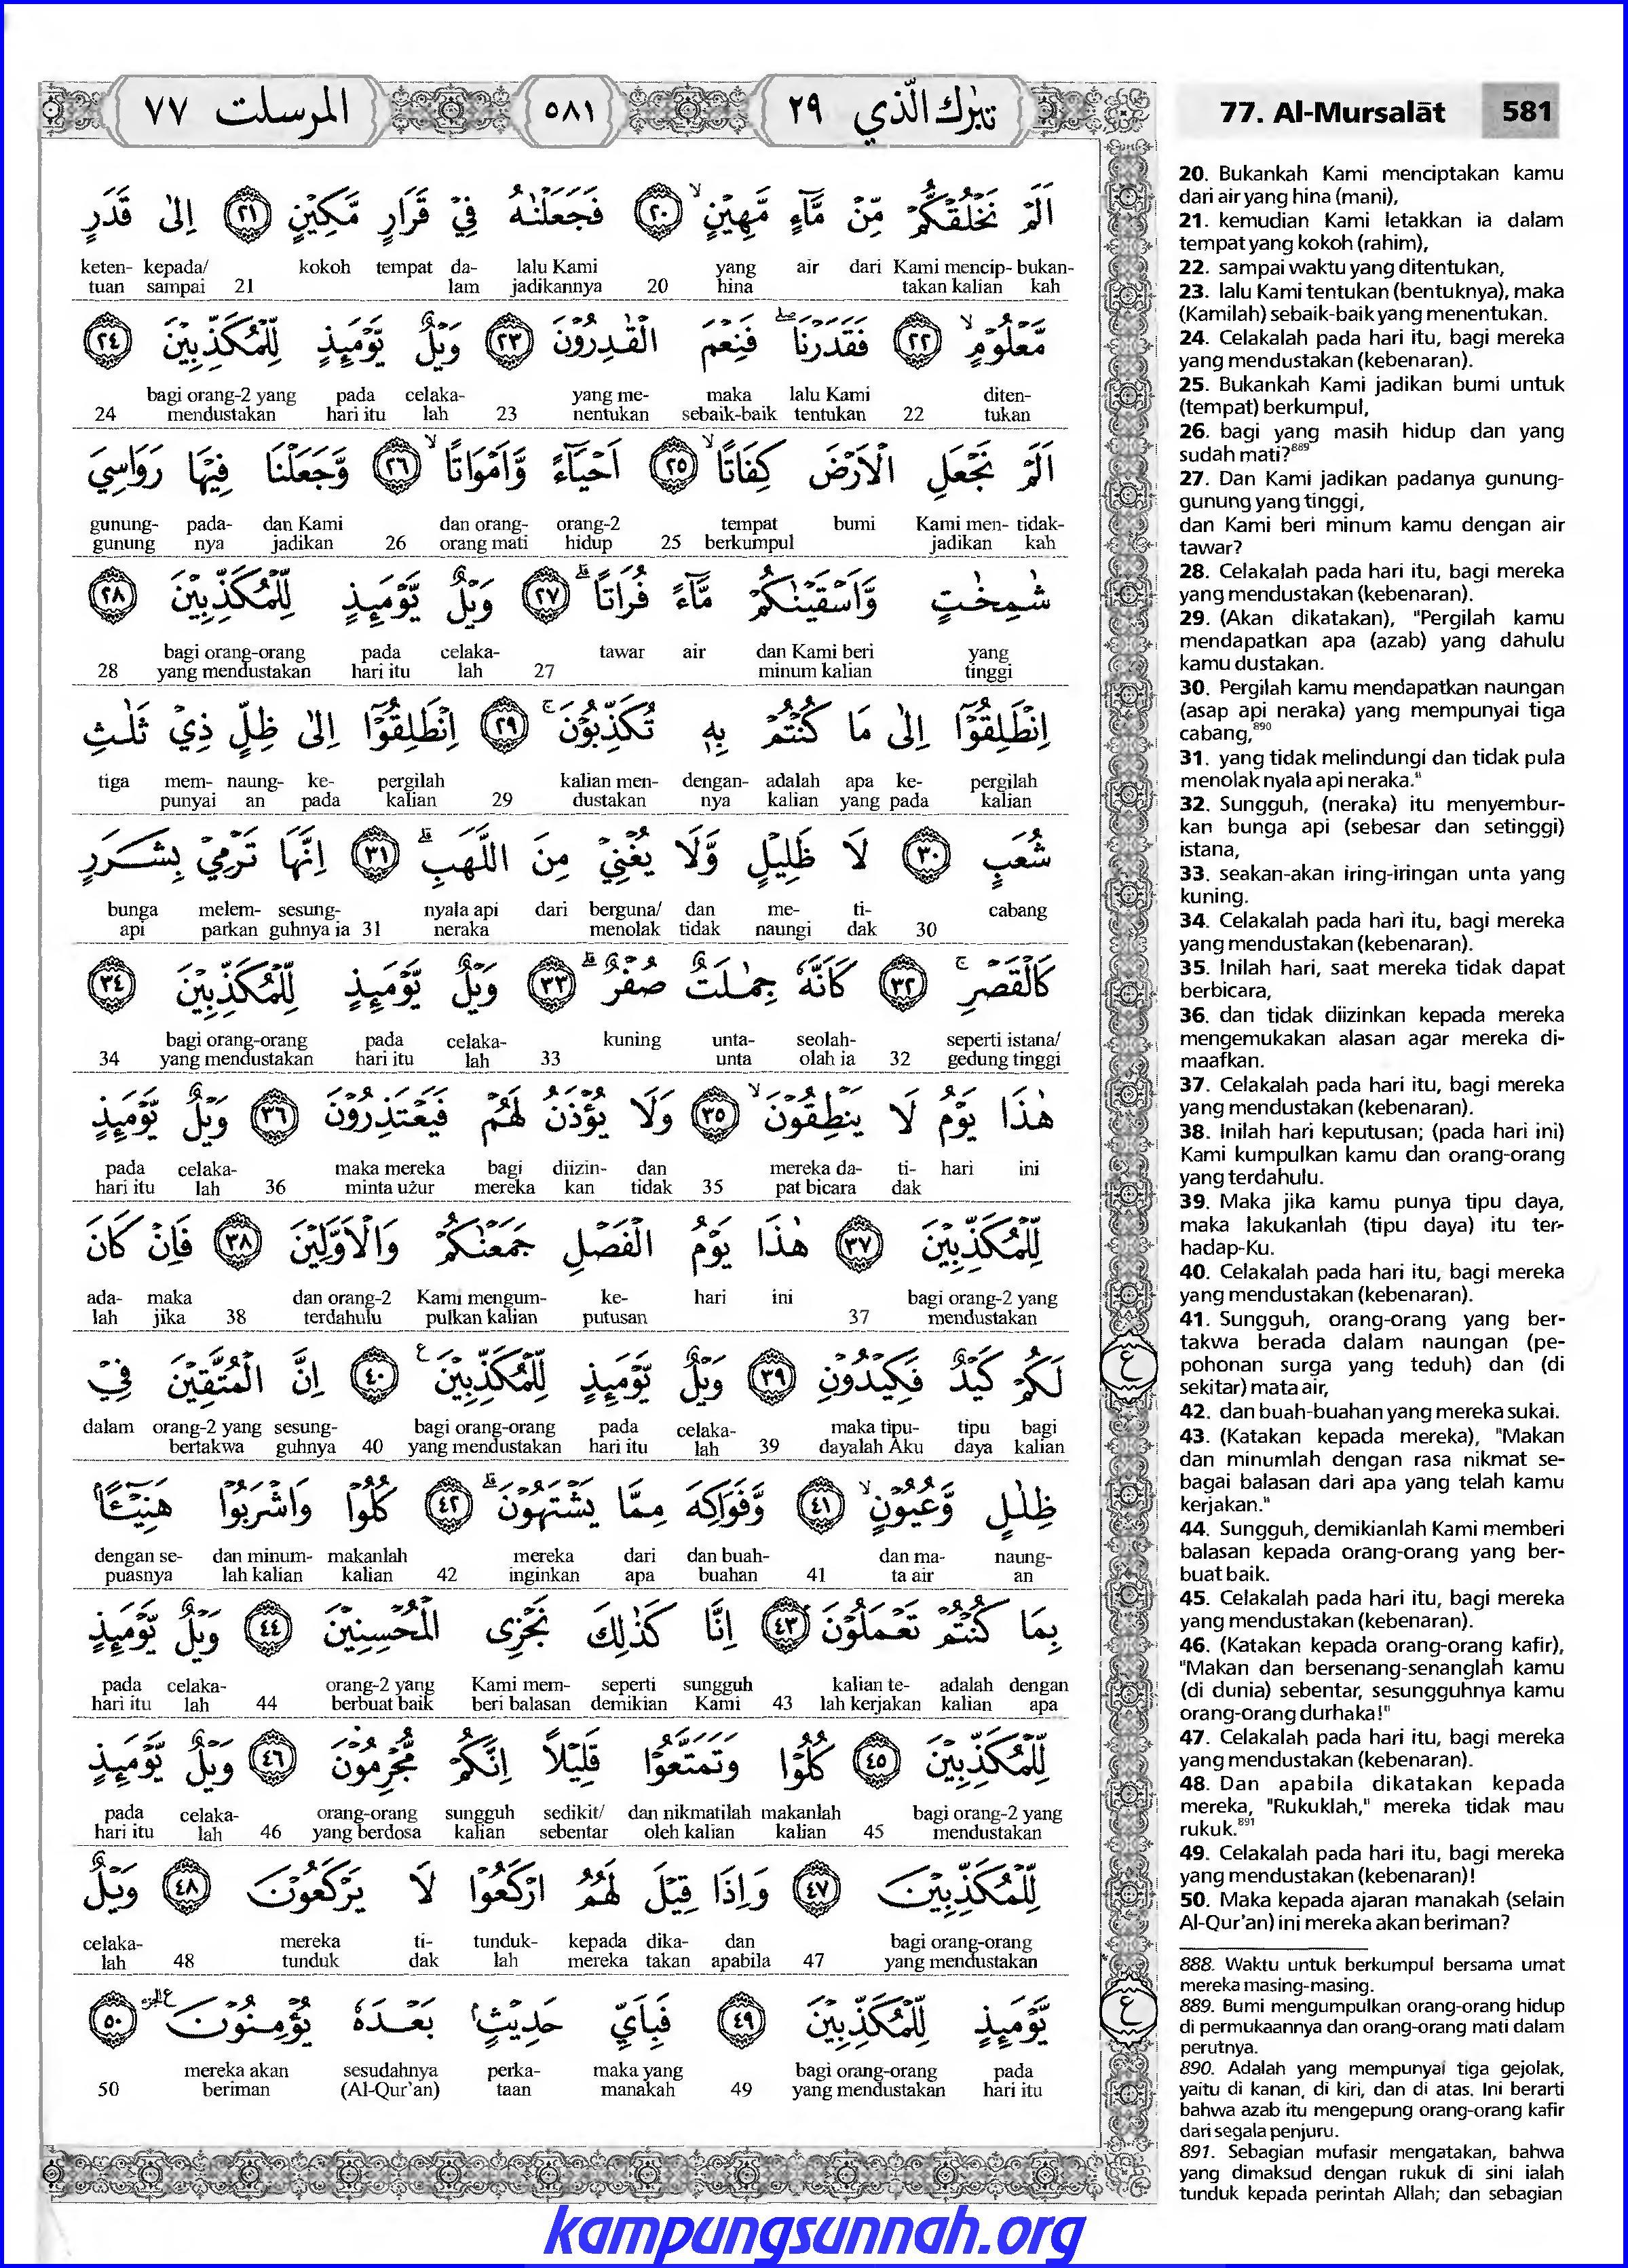 المرسلت ٧٧
٥٨١
تبٰرك الّذي ٢٩
اَلَمْ نَخْلُقْكُّمْ مِّنْ مَّاۤءٍ مَّهِيْنٍۙ ٢٠ فَجَعَلْنٰهُ فِيْ قَرَارٍ مَّكِيْنٍ ٢١ اِلٰى قَدَرٍ
keten- kepada/ kokoh tempat da- lalu Kami yang air dari Kami mencip- bukan-
tuan sampai 21 lam jadikannya 20 hina takan kalian kah
مَّعْلُوْمٍۙ ٢٢ فَقَدَرْنَاۖ فَنِعْمَ الْقٰدِرُوْنَ ٢٣ وَيْلٌ يَّوْمَىِٕذٍ لِّلْمُكَذِّبِيْنَ ٢٤
bagi orang-2 yang pada celaka- yang me- maka lalu Kami diten-
24 mendustakan hari itu lah 23 nentukan sebaik-baik tentukan 22 tukan
اَلَمْ نَجْعَلِ الْاَرْضَ كِفَاتًاۙ ٢٥ اَحْيَاۤءً وَّاَمْوَاتًاۙ ٢٦ وَّجَعَلْنَا فِيْهَا رَوَاسِيَ
gunung- pada- dan Kami dan orang- orang-2 tempat bumi Kami men- tidak-
gunung nya jadikan 26 orang mati hidup 25 berkumpul jadikan kah
شٰمِخٰتٍ وَّاَسْقَيْنٰكُمْ مَّاۤءً فُرَاتًاۗ ٢٧ وَيْلٌ يَّوْمَىِٕذٍ لِّلْمُكَذِّبِيْنَ ٢٨
bagi orang-orang pada celaka- tawar air dan Kami beri yang
28 yang mendustakan hari itu lah 27 minum kalian tinggi
اِنْطَلِقُوْٓا اِلٰى مَا كُنْتُمْ بِهٖ تُكَذِّبُوْنَۚ ٢٩ اِنْطَلِقُوْٓا اِلٰى ظِلٍّ ذِيْ ثَلٰثِ
tiga mem- naung- ke- pergilah kalian men- dengan- adalah apa ke- pergilah
punyai an pada kalian 29 dustakan nya kalian yang pada kalian
شُعَبٍ ٣٠ لَا ظَلِيْلٍ وَّلَا يُغْنِيْ مِنَ اللَّهَبِۗ ٣١ اِنَّهَا تَرْمِيْ بِشَرَرٍ
bunga melem- sesung- nyala api dari berguna/ dan me- ti- cabang
api parkan guhnya ia 31 neraka menolak tidak naungi dak 30
كَالْقَصْرِۚ ٣٢ كَاَنَّهٗ جِمٰلَتٌ صُفْرٌۗ ٣٣ وَيْلٌ يَّوْمَىِٕذٍ لِّلْمُكَذِّبِيْنَ ٣٤
bagi orang-orang pada celaka- kuning unta- seolah- seperti istana/
34 yang mendustakan hari itu lah 33 unta olah ia 32 gedung tinggi
هٰذَا يَوْمُ لَا يَنْطِقُوْنَۙ ٣٥ وَلَا يُؤْذَنُ لَهُمْ فَيَعْتَذِرُوْنَ ٣٦ وَيْلٌ يَّوْمَىِٕذٍ
pada celaka- maka mereka bagi diizin- dan mereka da- ti- hari ini
hari itu lah 36 minta użur mereka kan tidak 35 pat bicara dak
لِّلْمُكَذِّبِيْنَ ٣٧ هٰذَا يَوْمُ الْفَصْلِ جَمَعْنٰكُمْ وَالْاَوَّلِيْنَ ٣٨ فَاِنْ كَانَ
ada- maka dan orang-2 Kami mengum- ke- hari ini bagi orang-2 yang
lah jika 38 terdahulu pulkan kalian putusan 37 mendustakan
لَكُمْ كَيْدٌ فَكِيْدُوْنِ ٣٩ وَيْلٌ يَّوْمَىِٕذٍ لِّلْمُكَذِّبِيْنَ ࣖ ٤٠ اِنَّ الْمُتَّقِيْنَ فِيْ
dalam orang-2 yang sesung- bagi orang-orang pada celaka- maka tipu- tipu bagi
bertakwa guhnya 40 yang mendustakan hari itu lah 39 dayalah Aku daya kalian
ظِلٰلٍ وَّعُيُوْنٍۙ ٤١ وَّفَوَاكِهَ مِمَّا يَشْتَهُوْنَۗ ٤٢ كُلُوْا وَاشْرَبُوْا هَنِيْۤـًٔا
dengan se- dan minum- makanlah mereka dari dan buah- dan ma- naung-
puasnya lah kalian kalian 42 inginkan apa buahan 41 ta air an
بِمَا كُنْتُمْ تَعْمَلُوْنَ ٤٣ اِنَّا كَذٰلِكَ نَجْزِى الْمُحْسِنِيْنَ ٤٤ وَيْلٌ يَّوْمَىِٕذٍ
pada celaka- orang-2 yang Kami mem- seperti sungguh kalian te- adalah dengan
hari itu lah 44 berbuat baik beri balasan demikian Kami 43 lah kerjakan kalian apa
لِّلْمُكَذِّبِيْنَ ٤٥ كُلُوْا وَتَمَتَّعُوْا قَلِيْلًا اِنَّكُمْ مُّجْرِمُوْنَ ٤٦ وَيْلٌ يَّوْمَىِٕذٍ
pada celaka- orang-orang sungguh sedikit/ dan nikmatilah makanlah bagi orang-2 yang
hari itu lah 46 yang berdosa kalian sebentar oleh kalian kalian 45 mendustakan
لِّلْمُكَذِّبِيْنَ ٤٧ وَاِذَا قِيْلَ لَهُمُ ارْكَعُوْا لَا يَرْكَعُوْنَ ٤٨ وَيْلٌ
celaka- mereka ti- tunduk- kepada dika- dan bagi orang-orang
lah 48 tunduk dak lah mereka takan apabila 47 yang mendustakan
يَّوْمَىِٕذٍ لِّلْمُكَذِّبِيْنَ ٤٩ فَبِاَيِّ حَدِيْثٍۢ بَعْدَهٗ يُؤْمِنُوْنَ ࣖ ٥٠
mereka akan sesudahnya perka- maka yang bagi orang-orang pada
50 beriman (Al-Qur’an) taan manakah 49 yang mendustakan hari itu
ع
ع
77. Al-Mursalāt 581
20. Bukankah Kami menciptakan kamu
dari air yang hina (mani),
21. kemudian Kami letakkan ia dalam
tempat yang kokoh (rahim),
22. sampai waktu yang ditentukan,
23. lalu Kami tentukan (bentuknya), maka
(Kamilah) sebaik-baik yang menentukan.
24. Celakalah pada hari itu, bagi mereka
yang mendustakan (kebenaran).
25. Bukankah Kami jadikan bumi untuk
(tempat) berkumpul,
26. bagi yang masih hidup dan yang
sudah mati?⁸⁸⁹
27. Dan Kami jadikan padanya gunung-
gunung yang tinggi,
dan Kami beri minum kamu dengan air
tawar?
28. Celakalah pada hari itu, bagi mereka
yang mendustakan (kebenaran).
29. (Akan dikatakan), "Pergilah kamu
mendapatkan apa (azab) yang dahulu
kamu dustakan.
30. Pergilah kamu mendapatkan naungan
(asap api neraka) yang mempunyai tiga
cabang,⁸⁹⁰
31. yang tidak melindungi dan tidak pula
menolak nyala api neraka."
32. Sungguh, (neraka) itu menyembur-
kan bunga api (sebesar dan setinggi)
istana,
33. seakan-akan iring-iringan unta yang
kuning.
34. Celakalah pada hari itu, bagi mereka
yang mendustakan (kebenaran).
35. Inilah hari, saat mereka tidak dapat
berbicara,
36. dan tidak diizinkan kepada mereka
mengemukakan alasan agar mereka di-
maafkan.
37. Celakalah pada hari itu, bagi mereka
yang mendustakan (kebenaran).
38. Inilah hari keputusan; (pada hari ini)
Kami kumpulkan kamu dan orang-orang
yang terdahulu.
39. Maka jika kamu punya tipu daya,
maka lakukanlah (tipu daya) itu ter-
hadap-Ku.
40. Celakalah pada hari itu, bagi mereka
yang mendustakan (kebenaran).
41. Sungguh, orang-orang yang ber-
takwa berada dalam naungan (pe-
pohonan surga yang teduh) dan (di
sekitar) mata air,
42. dan buah-buahan yang mereka sukai.
43. (Katakan kepada mereka), "Makan
dan minumlah dengan rasa nikmat se-
bagai balasan dari apa yang telah kamu
kerjakan."
44. Sungguh, demikianlah Kami memberi
balasan kepada orang-orang yang ber-
buat baik.
45. Celakalah pada hari itu, bagi mereka
yang mendustakan (kebenaran).
46. (Katakan kepada orang-orang kafir),
"Makan dan bersenang-senanglah kamu
(di dunia) sebentar, sesungguhnya kamu
orang-orang durhaka!"
47. Celakalah pada hari itu, bagi mereka
yang mendustakan (kebenaran).
48. Dan apabila dikatakan kepada
mereka, "Rukuklah," mereka tidak mau
rukuk.⁸⁹¹
49. Celakalah pada hari itu, bagi mereka
yang mendustakan (kebenaran)!
50. Maka kepada ajaran manakah (selain
Al-Qur’an) ini mereka akan beriman?
888. Waktu untuk berkumpul bersama umat
mereka masing-masing.
889. Bumi mengumpulkan orang-orang hidup
di permukaannya dan orang-orang mati dalam
perutnya.
890. Adalah yang mempunyai tiga gejolak,
yaitu di kanan, di kiri, dan di atas. Ini berarti
bahwa azab itu mengepung orang-orang kafir
dari segala penjuru.
891. Sebagian mufasir mengatakan, bahwa
yang dimaksud dengan rukuk di sini ialah
tunduk kepada perintah Allah; dan sebagian
kampungsunnah.org